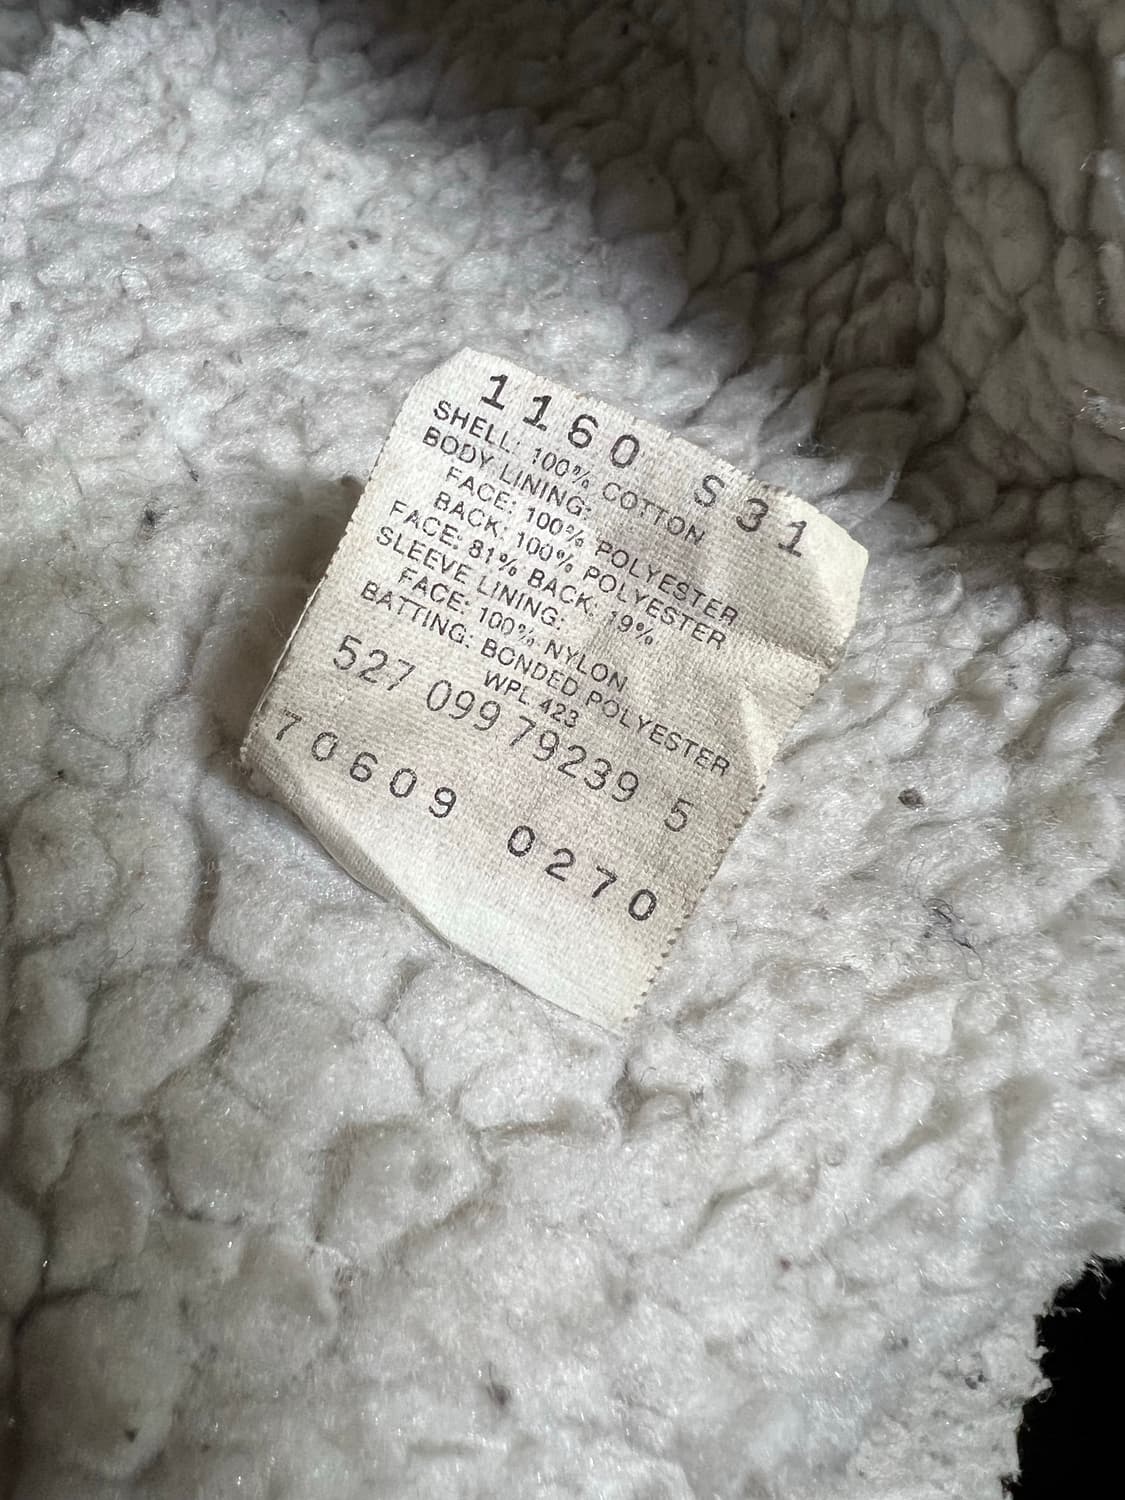 1160 S31
SHELL: 100% COTTON
BODY LINING:
FACE: 100% POLYESTER
BACK: 100% POLYESTER
FACE: 81% BACK: 19%
SLEEVE LINING:
FACE: 100% NYLON
BATTING: BONDED POLYESTER
WPL 423
527 099 79239 5
70609 0270